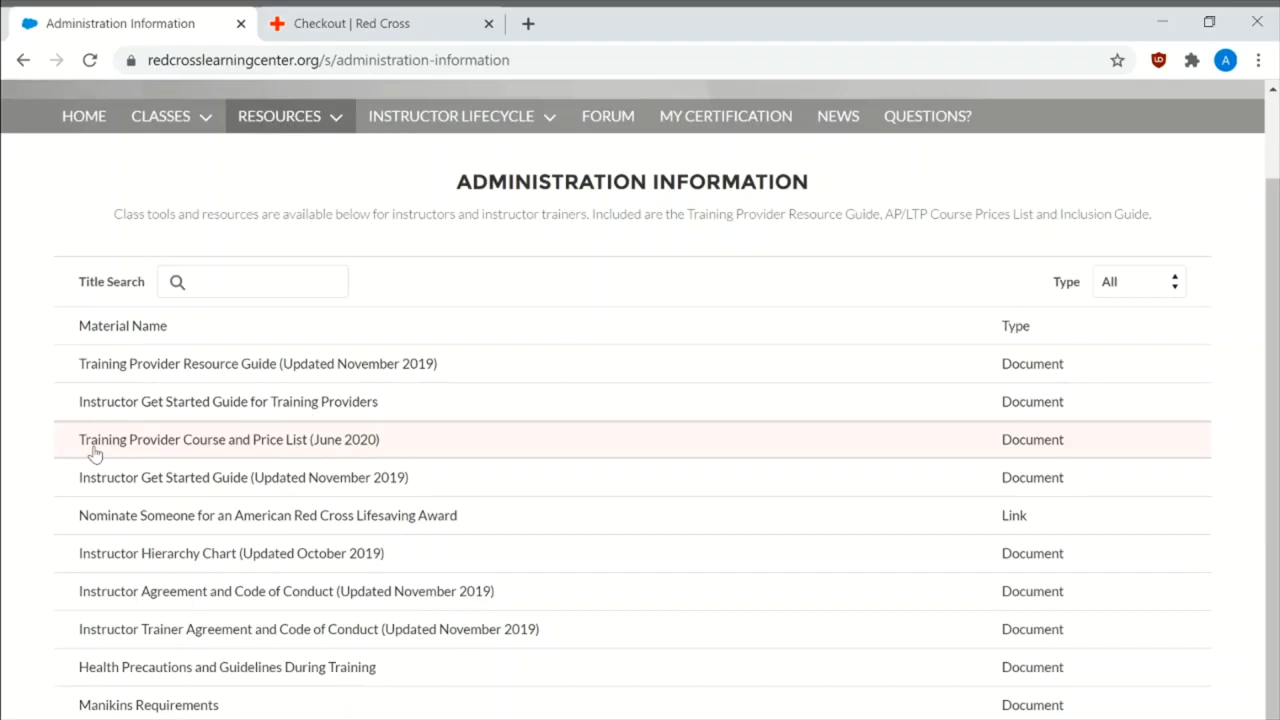 Administration Information
Checkout | Red Cross
redcrosslearningcenter.org/s/administration-information
A
HOME CLASSES RESOURCES INSTRUCTOR LIFECYCLE FORUM MY CERTIFICATION NEWS QUESTIONS?
ADMINISTRATION INFORMATION
Class tools and resources are available below for instructors and instructor trainers. Included are the Training Provider Resource Guide, AP/LTP Course Prices List and Inclusion Guide.
Title Search Type All
Material Name Type
Training Provider Resource Guide (Updated November 2019) Document
Instructor Get Started Guide for Training Providers Document
Training Provider Course and Price List (June 2020) Document
Instructor Get Started Guide (Updated November 2019) Document
Nominate Someone for an American Red Cross Lifesaving Award Link
Instructor Hierarchy Chart (Updated October 2019) Document
Instructor Agreement and Code of Conduct (Updated November 2019) Document
Instructor Trainer Agreement and Code of Conduct (Updated November 2019) Document
Health Precautions and Guidelines During Training Document
Manikins Requirements Document